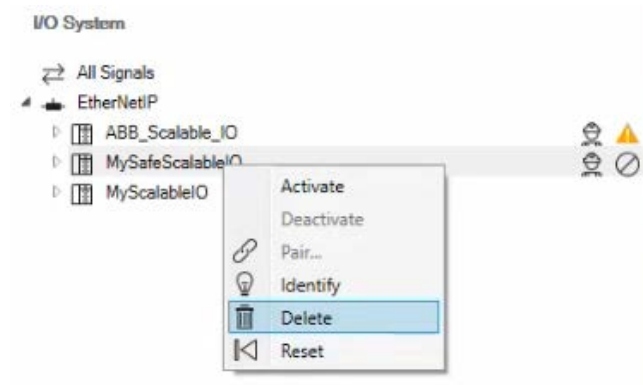 I/O System
All Signals
EtherNetIP
ABB_Scalable_IO
MySafeScalableIO
MyScalableIO
Activate
Deactivate
Pair...
Identify
Delete
Reset